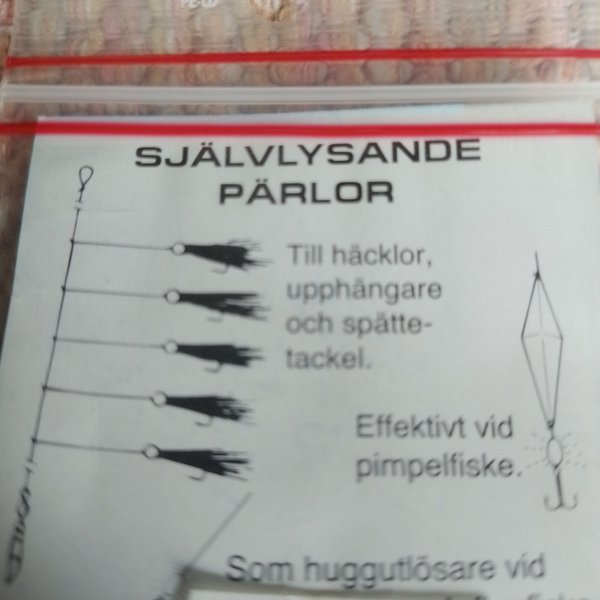 SJÄLVLYSANDE
PÄRLOR
Till häcklor,
upphängare
och spätte-
tackel.
Effektivt vid
pimpelfiske.
Som huggutlösare vid